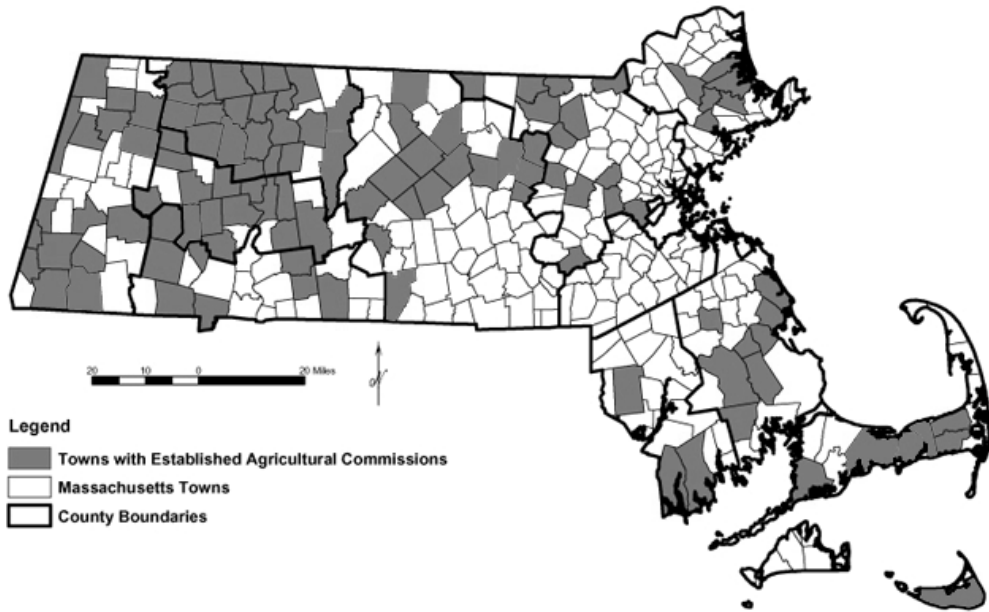 20 10 0 20 Miles
N
Legend
Towns with Established Agricultural Commissions
Massachusetts Towns
County Boundaries